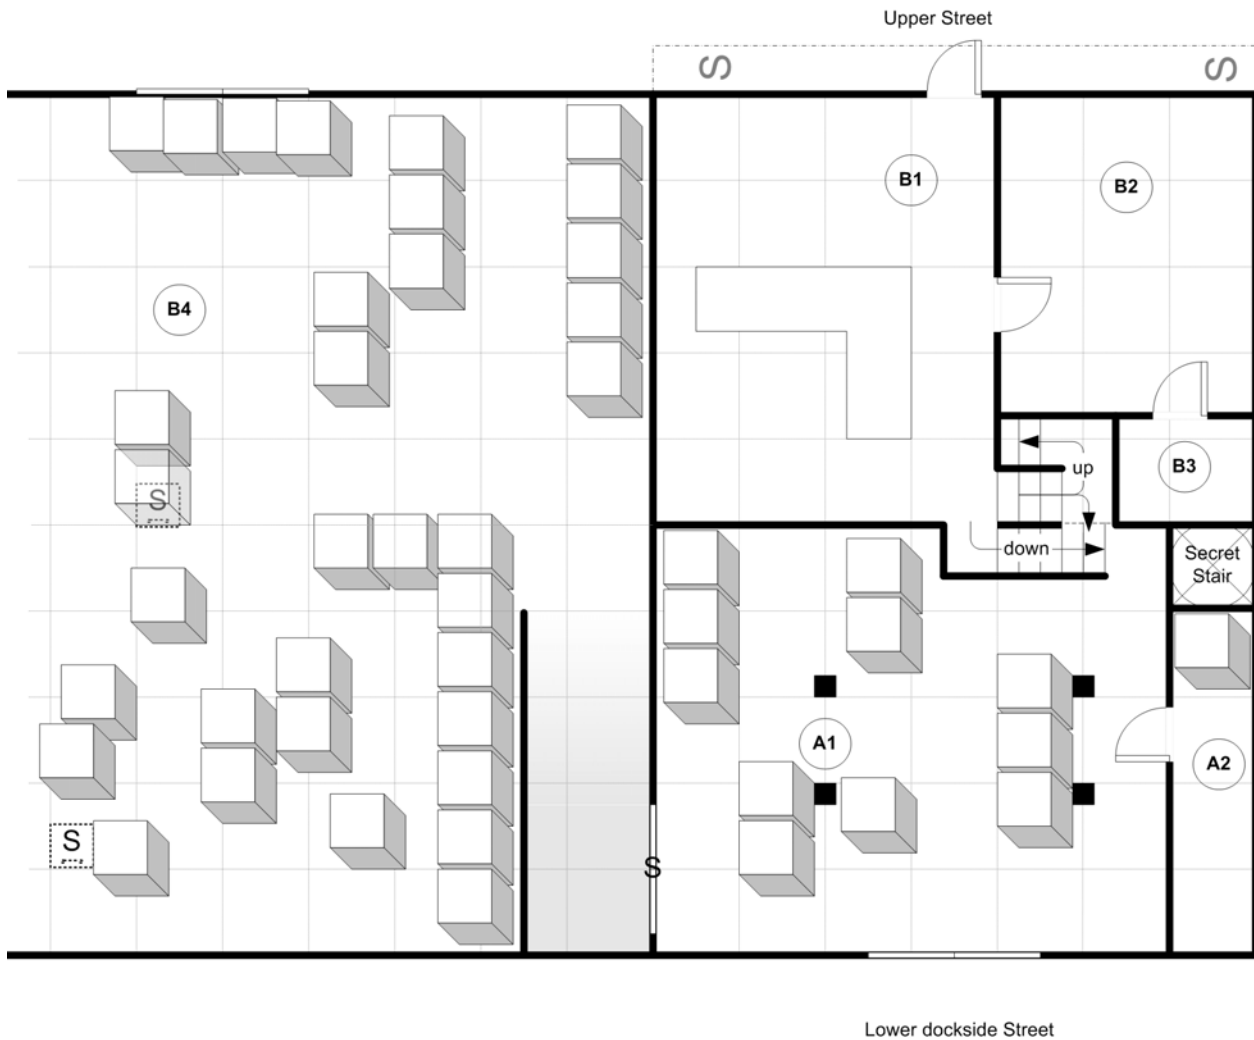 Upper Street
S
S
B1
B2
B4
up
B3
S
down
Secret
Stair
A1
A2
S
S
Lower dockside Street